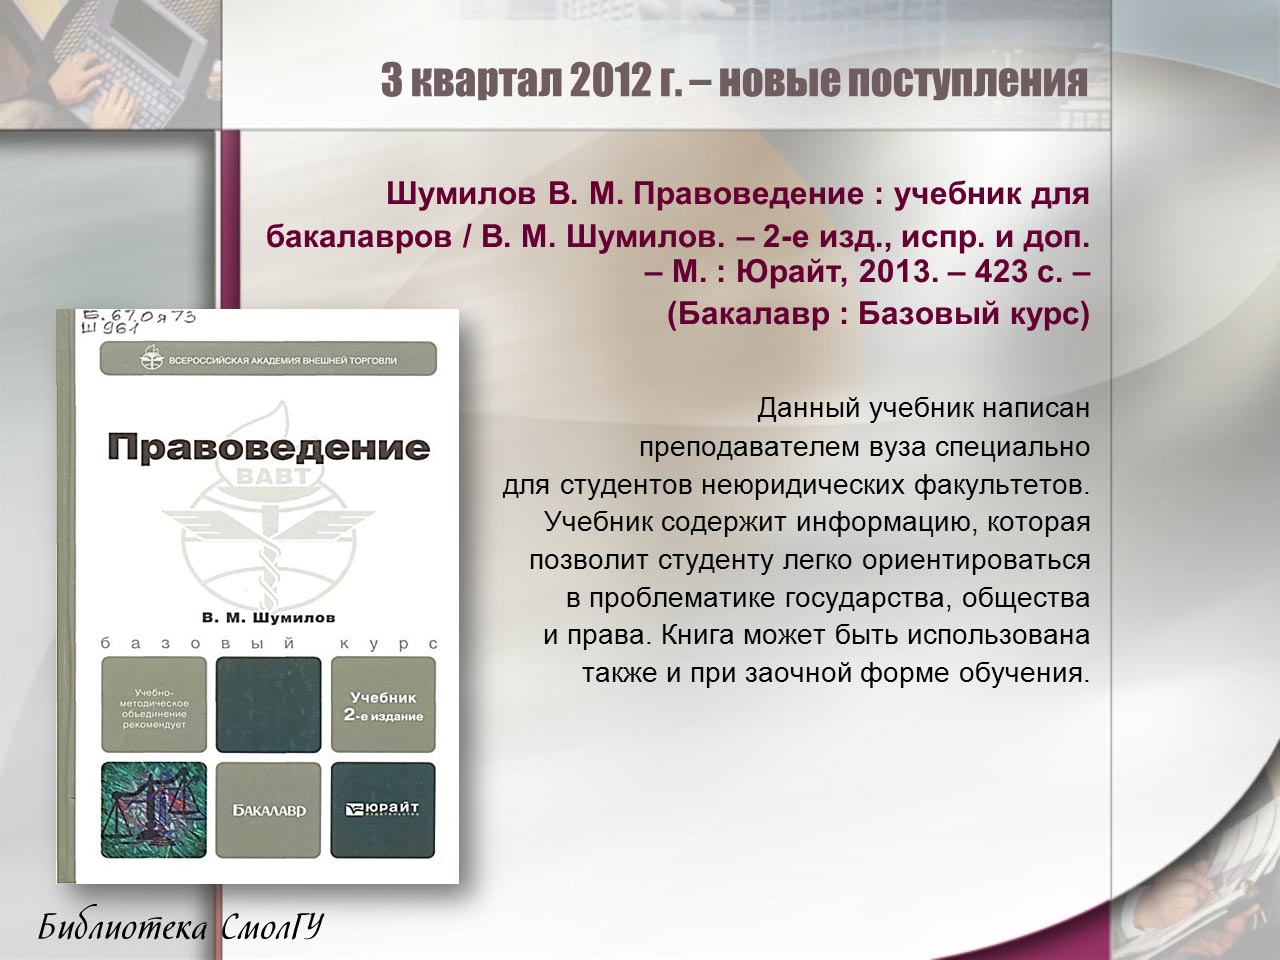 3 квартал 2012 г. – новые поступления
Шумилов В. М. Правоведение : учебник для
бакалавров / В. М. Шумилов. – 2-е изд., испр. и доп.
– М. : Юрайт, 2013. – 423 с. –
(Бакалавр : Базовый курс)
Данный учебник написан
преподавателем вуза специально
для студентов неюридических факультетов.
Учебник содержит информацию, которая
позволит студенту легко ориентироваться
в проблематике государства, общества
и права. Книга может быть использована
также и при заочной форме обучения.
Б. 67.0я73
Ш 961
ВСЕРОССИЙСКАЯ АКАДЕМИЯ ВНЕШНЕЙ ТОРГОВЛИ
Правоведение
ВАВТ
В. М. Шумилов
базовый курс
Учебно-
методическое
объединение
рекомендует
Учебник
2-е издание
БАКАЛАВР
ЮРАЙТ
издательство
Библиотека СмолГУ